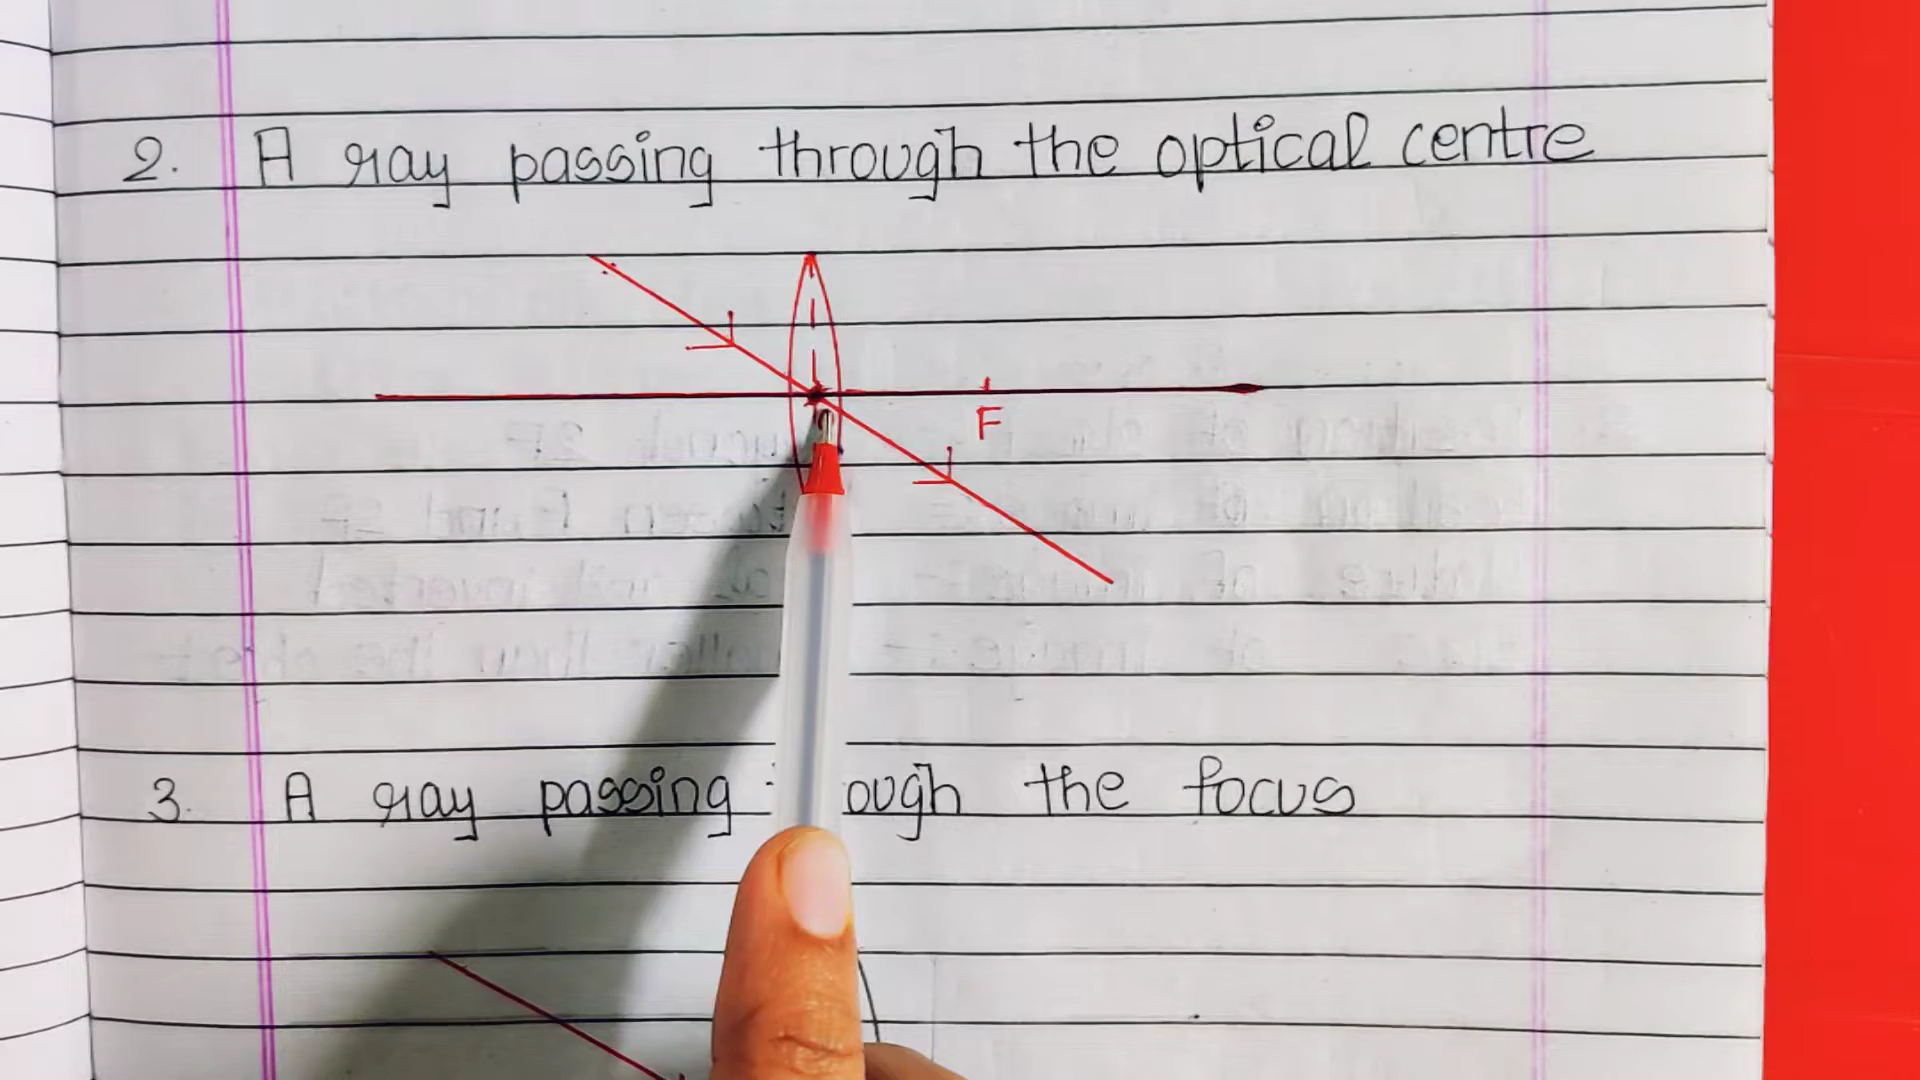 2. A ray passing through the optical centre
F
3. A ray passing ough the focus